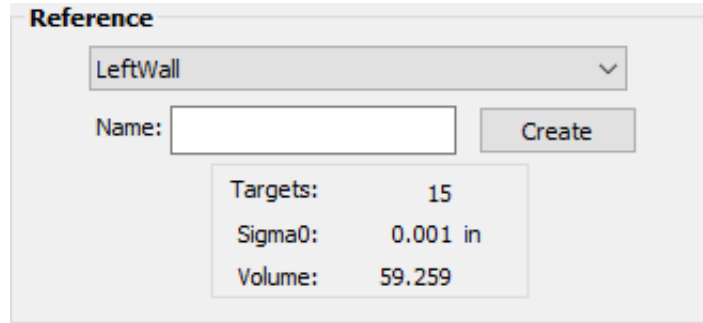 Reference
LeftWall
Name: Create
Targets: 15
Sigma0: 0.001 in
Volume: 59.259